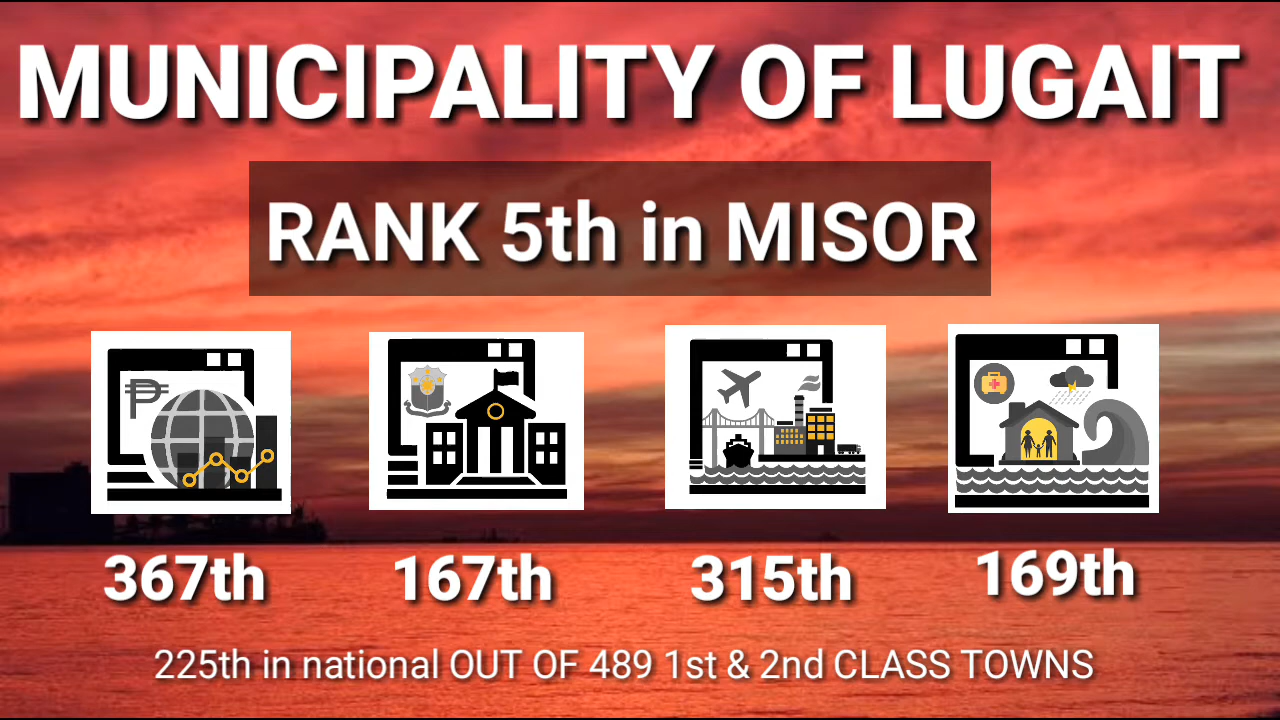 MUNICIPALITY OF LUGAIT
RANK 5th in MISOR
367th 167th 315th 169th
225th in national OUT OF 489 1st & 2nd CLASS TOWNS